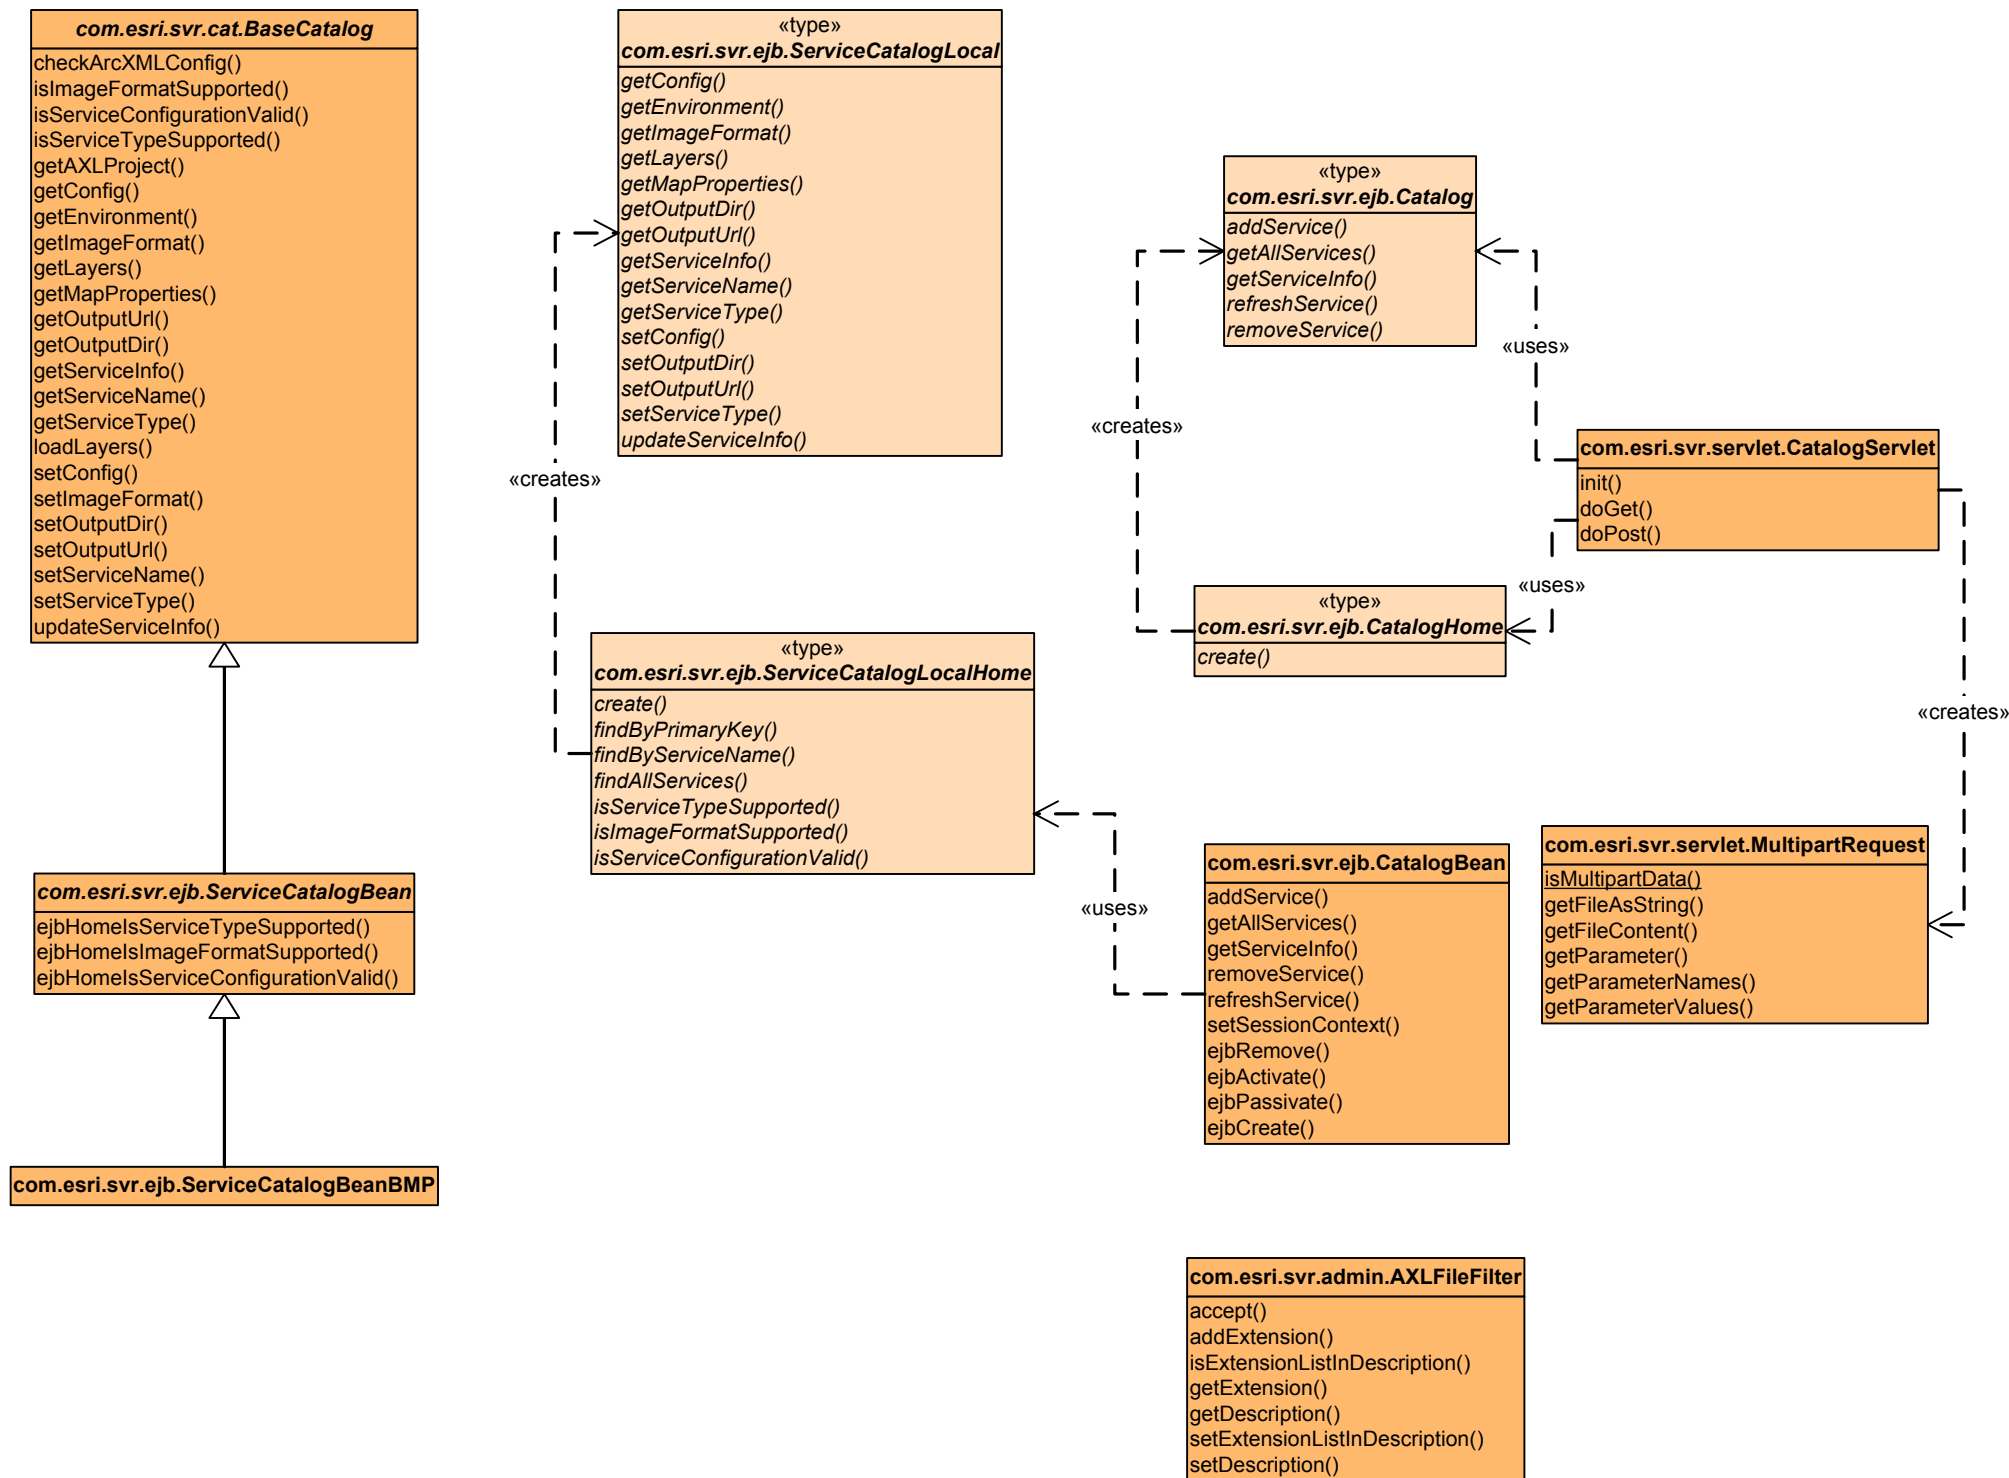 com.esri.svr.cat.BaseCatalog
checkArcXMLConfig()
isImageFormatSupported()
isServiceConfigurationValid()
isServiceTypeSupported()
getAXLProject()
getConfig()
getEnvironment()
getImageFormat()
getLayers()
getMapProperties()
getOutputUrl()
getOutputDir()
getServiceInfo()
getServiceName()
getServiceType()
loadLayers()
setConfig()
setImageFormat()
setOutputDir()
setOutputUrl()
setServiceName()
setServiceType()
updateServiceInfo()
com.esri.svr.ejb.ServiceCatalogBean
ejbHomeIsServiceTypeSupported()
ejbHomeIsImageFormatSupported()
ejbHomeIsServiceConfigurationValid()
com.esri.svr.ejb.ServiceCatalogBeanBMP
«type»
com.esri.svr.ejb.ServiceCatalogLocal
getConfig()
getEnvironment()
getImageFormat()
getLayers()
getMapProperties()
getOutputDir()
getOutputUrl()
getServiceInfo()
getServiceName()
getServiceType()
setConfig()
setOutputDir()
setOutputUrl()
setServiceType()
updateServiceInfo()
«creates»
«type»
com.esri.svr.ejb.ServiceCatalogLocalHome
create()
findByPrimaryKey()
findByServiceName()
findAllServices()
isServiceTypeSupported()
isImageFormatSupported()
isServiceConfigurationValid()
«uses»
«type»
com.esri.svr.ejb.Catalog
addService()
getAllServices()
getServiceInfo()
refreshService()
removeService()
«creates»
«uses»
com.esri.svr.servlet.CatalogServlet
init()
doGet()
doPost()
«uses»
«type»
com.esri.svr.ejb.CatalogHome
create()
«creates»
com.esri.svr.ejb.CatalogBean
addService()
getAllServices()
getServiceInfo()
removeService()
refreshService()
setSessionContext()
ejbRemove()
ejbActivate()
ejbPassivate()
ejbCreate()
com.esri.svr.servlet.MultipartRequest
isMultipartData()
getFileAsString()
getFileContent()
getParameter()
getParameterNames()
getParameterValues()
com.esri.svr.admin.AXLFileFilter
accept()
addExtension()
isExtensionListInDescription()
getExtension()
getDescription()
setExtensionListInDescription()
setDescription()